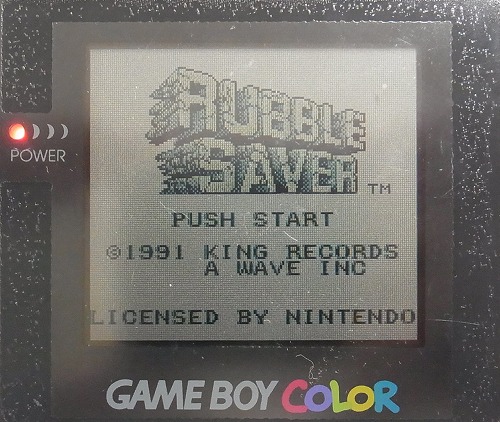 RUBBLE
SAVER
TM
POWER
PUSH START
©1991 KING RECORDS
A WAVE INC
LICENSED BY NINTENDO
GAME BOY COLOR